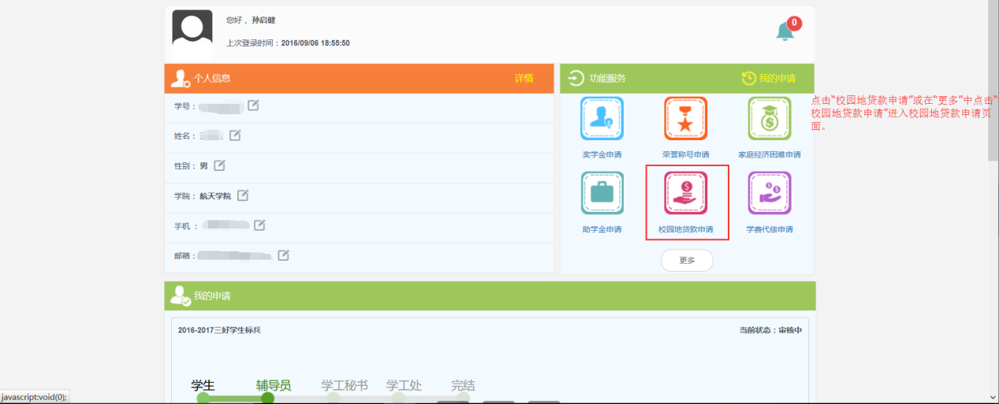 您好， 孙启健
0
上次登录时间：2016/09/06 18:55:50
个人信息
详情
功能服务
我的申请
学号：
姓名：
性别： 男
学院： 航天学院
手机 ：
邮箱：
奖学金申请
荣誉称号申请
家庭经济困难申请
助学金申请
校园地贷款申请
学费代偿申请
更多
点击“校园地贷款申请”或在“更多”中点击“
校园地贷款申请”进入校园地贷款申请页
面。
我的申请
2016-2017三好学生标兵
当前状态：审核中
学生
辅导员
学工秘书
学工处
完结
javascript:void(0);